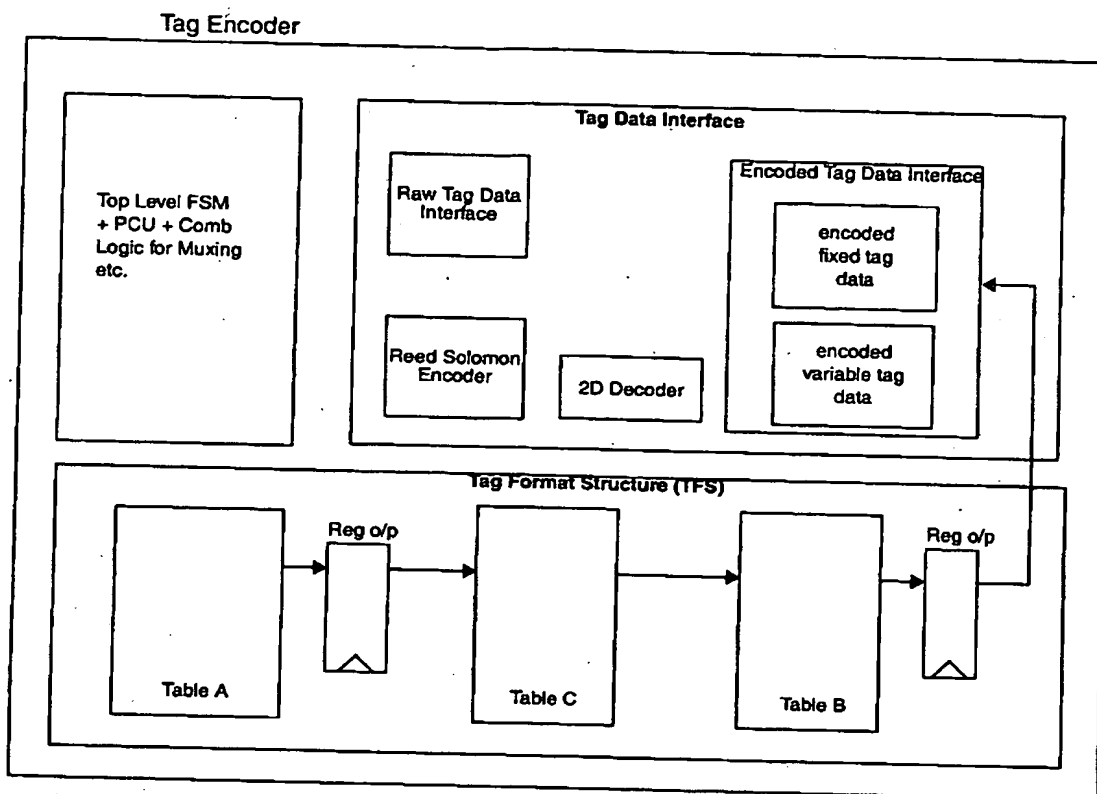 Tag Encoder
Top Level FSM
+ PCU + Comb
Logic for Muxing
etc.
Tag Data Interface
Raw Tag Data
Interface
Reed Solomon
Encoder
2D Decoder
Encoded Tag Data Interface
encoded
fixed tag
data
encoded
variable tag
data
Tag Format Structure (TFS)
Table A
Reg o/p
Table C
Table B
Reg o/p